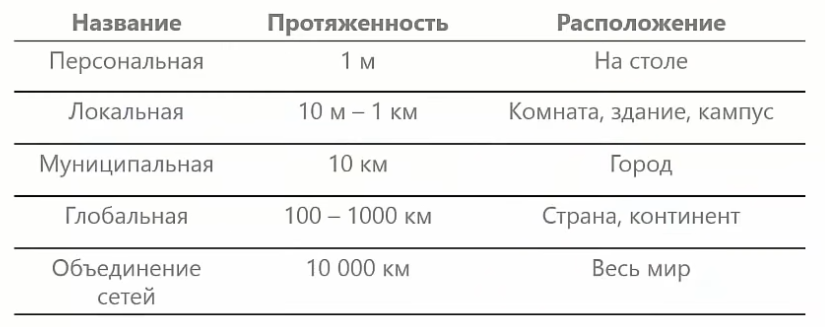 Название Протяженность Расположение
Персональная 1 м На столе
Локальная 10 м – 1 км Комната, здание, кампус
Муниципальная 10 км Город
Глобальная 100 – 1000 км Страна, континент
Объединение 10 000 км Весь мир
сетей